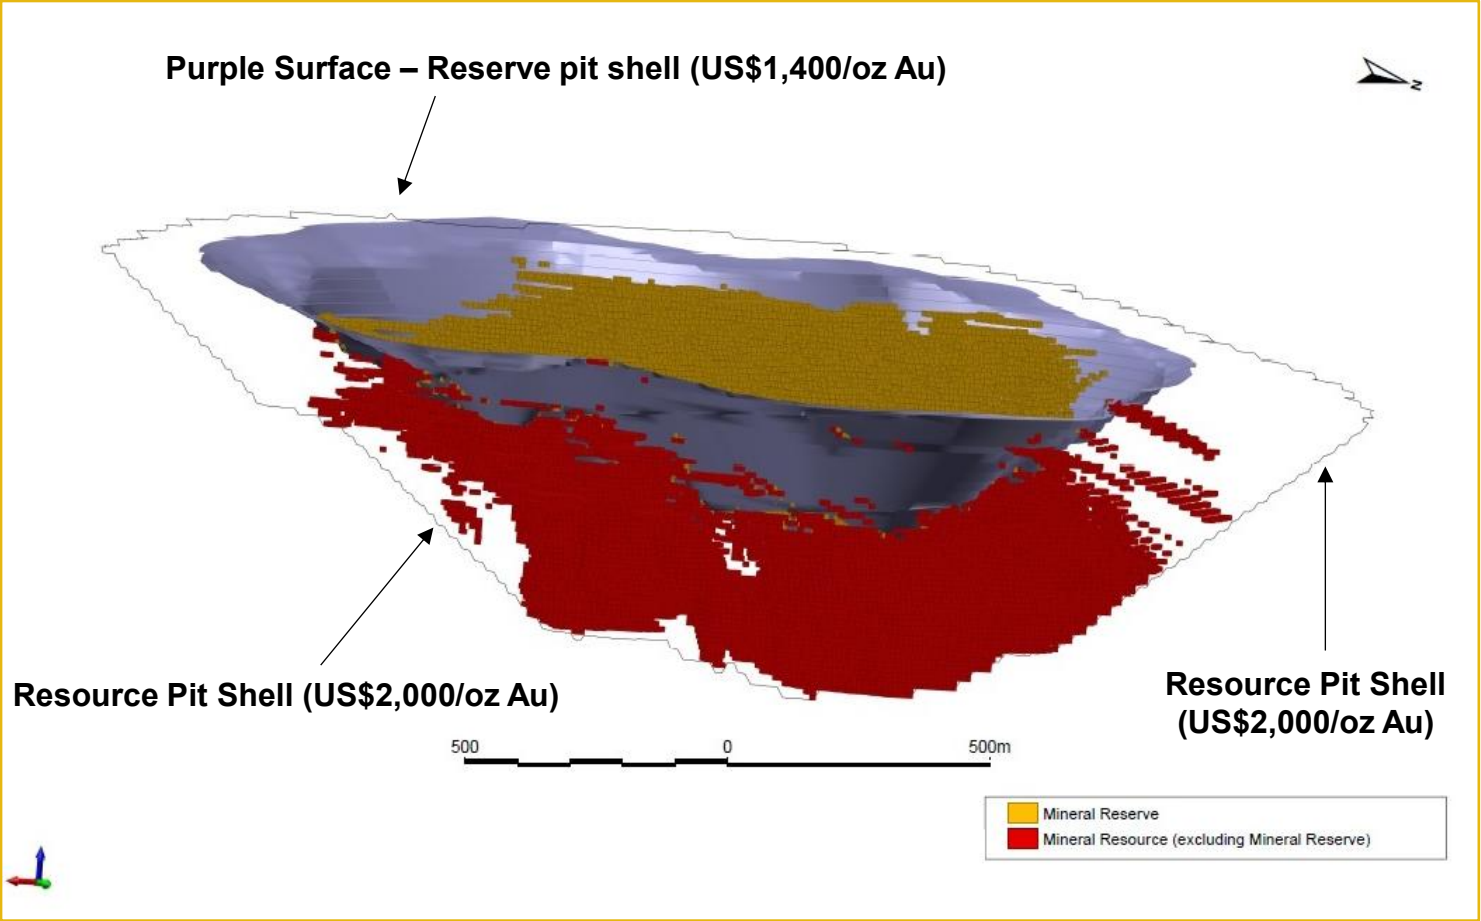 Purple Surface – Reserve pit shell (US$1,400/oz Au)
N
Resource Pit Shell (US$2,000/oz Au)
Resource Pit Shell
(US$2,000/oz Au)
500 0 500m
Mineral Reserve
Mineral Resource (excluding Mineral Reserve)